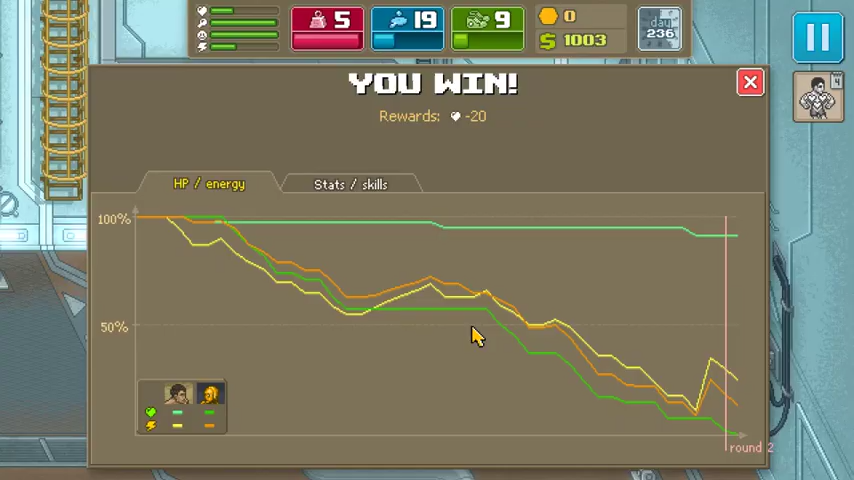 5 19 9 0
$ 1003
day
236
4
YOU WIN!
Rewards: -20
HP / energy
Stats / skills
100%
50%
round 2